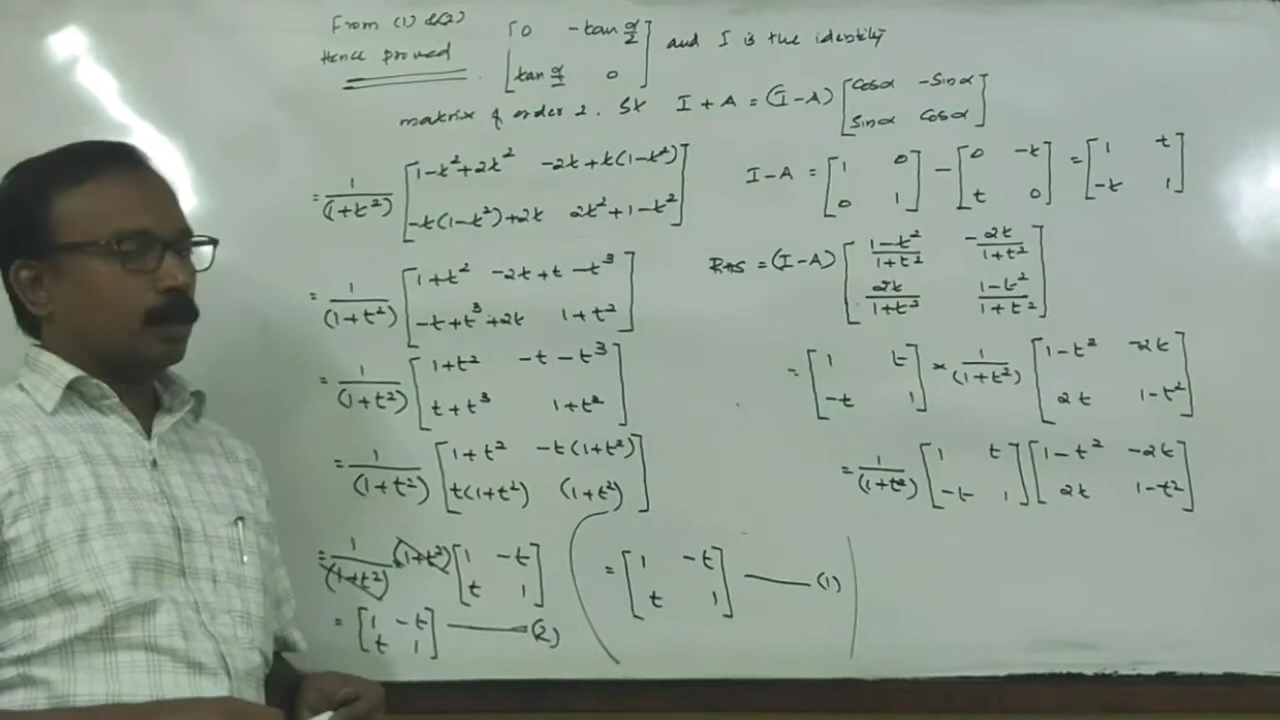 From (1) &(2)
Hence proved
[0 -tan α/2
tan α/2 0] and I is the identity
matrix of order 2. ST I + A = (I-A) [cosα -sinα
sinα cosα]
= 1/(1+t²) [1-t²+2t² -2t+t(1-t²)
-t(1-t²)+2t 2t²+1-t²]
= 1/(1+t²) [1+t² -2t+t-t³
-t+t³+2t 1+t²]
= 1/(1+t²) [1+t² -t-t³
t+t³ 1+t²]
= 1/(1+t²) [1+t² -t(1+t²)
t(1+t²) (1+t²)]
= 1/(1+t²) (1+t²) [1 -t
t 1]
= [1 -t
t 1] (2)
I-A = [1 0
0 1] - [0 -t
t 0] = [1 t
-t 1]
RHS = (I-A) [1-t²/1+t² -2t/1+t²
2t/1+t² 1-t²/1+t²]
= [1 t
-t 1] × 1/(1+t²) [1-t² -2t
2t 1-t²]
= 1/(1+t²) [1 t
-t 1] [1-t² -2t
2t 1-t²]
= [1 -t
t 1] (1)